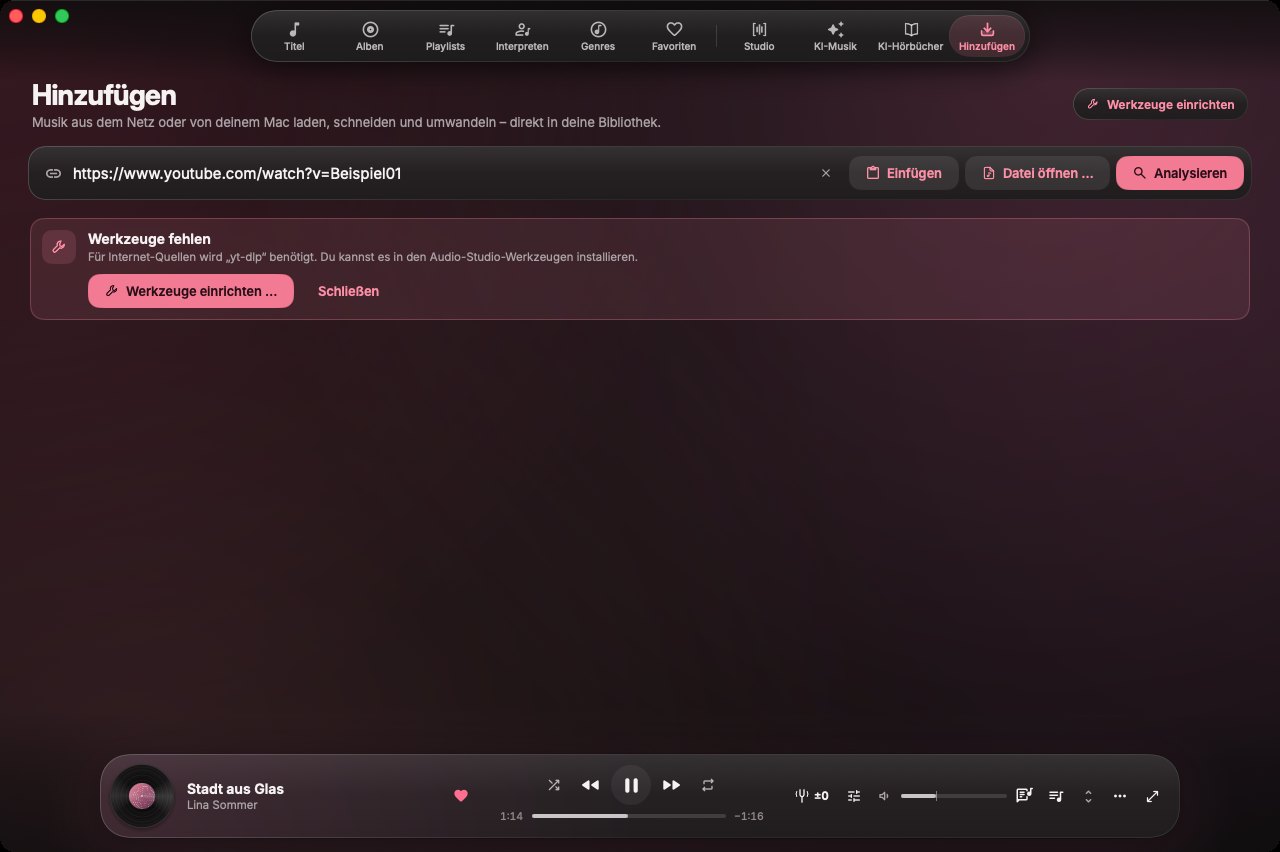 Titel
Alben
Playlists
Interpreten
Genres
Favoriten
Studio
KI-Musik
KI-Hörbücher
Hinzufügen
Hinzufügen
Musik aus dem Netz oder von deinem Mac laden, schneiden und umwandeln – direkt in deine Bibliothek.
Werkzeuge einrichten
https://www.youtube.com/watch?v=Beispiel01
Einfügen
Datei öffnen ...
Analysieren
Werkzeuge fehlen
Für Internet-Quellen wird „yt-dlp“ benötigt. Du kannst es in den Audio-Studio-Werkzeugen installieren.
Werkzeuge einrichten ...
Schließen
Stadt aus Glas
Lina Sommer
1:14
−1:16
±0